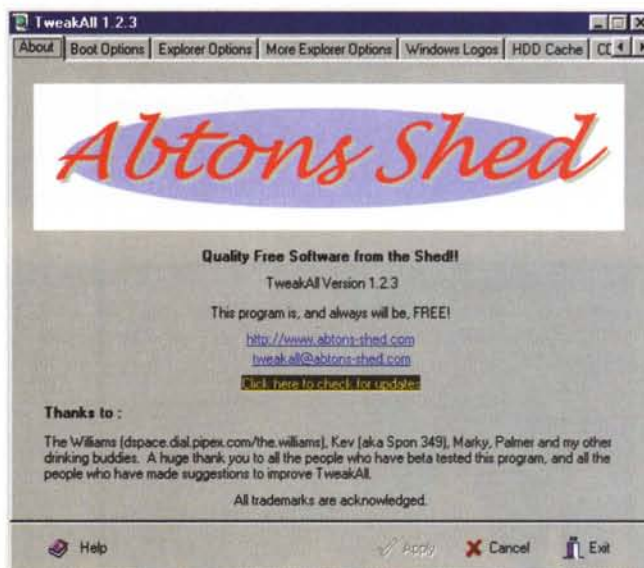 TweakAll 1.2.3
About Boot Options Explorer Options More Explorer Options Windows Logos HDD Cache
Abtons Shed
Quality Free Software from the Shed!!
TweakAll Version 1.2.3
This program is, and always will be, FREE!
http://www.abtons-shed.com
tweakall@abtons-shed.com
Click here to check for updates
Thanks to :
The Williams (dspace.dial.pipex.com/the.williams), Kev (aka Spon 349), Marky, Palmer and my other
drinking buddies. A huge thank you to all the people who have beta tested this program, and all the
people who have made suggestions to improve TweakAll.
All trademarks are acknowledged.
Help Apply Cancel Exit